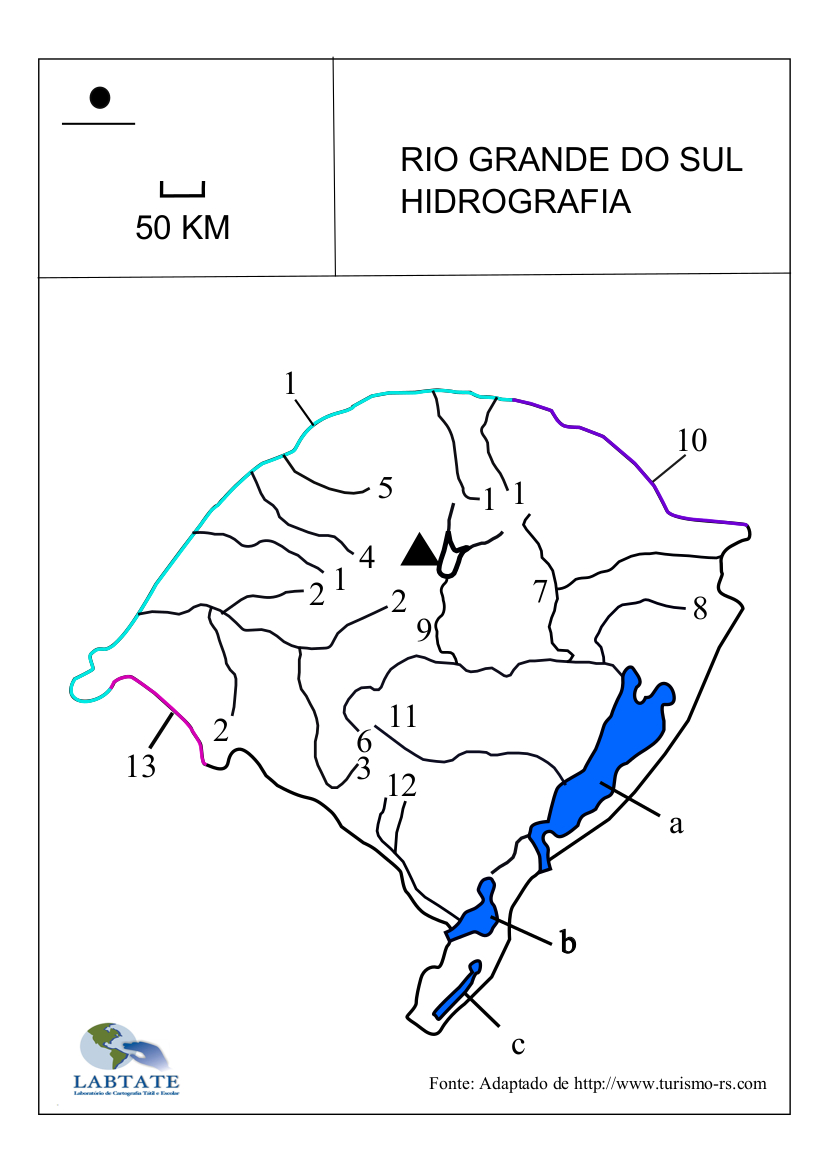 RIO GRANDE DO SUL
HIDROGRAFIA
50 KM
1
10
5
1
1
4
1
2
2
7
8
9
11
2
6
13
3
12
a
b
c
LABTATE
Laboratório de Cartografia Tátil e Escolar
Fonte: Adaptado de http://www.turismo-rs.com